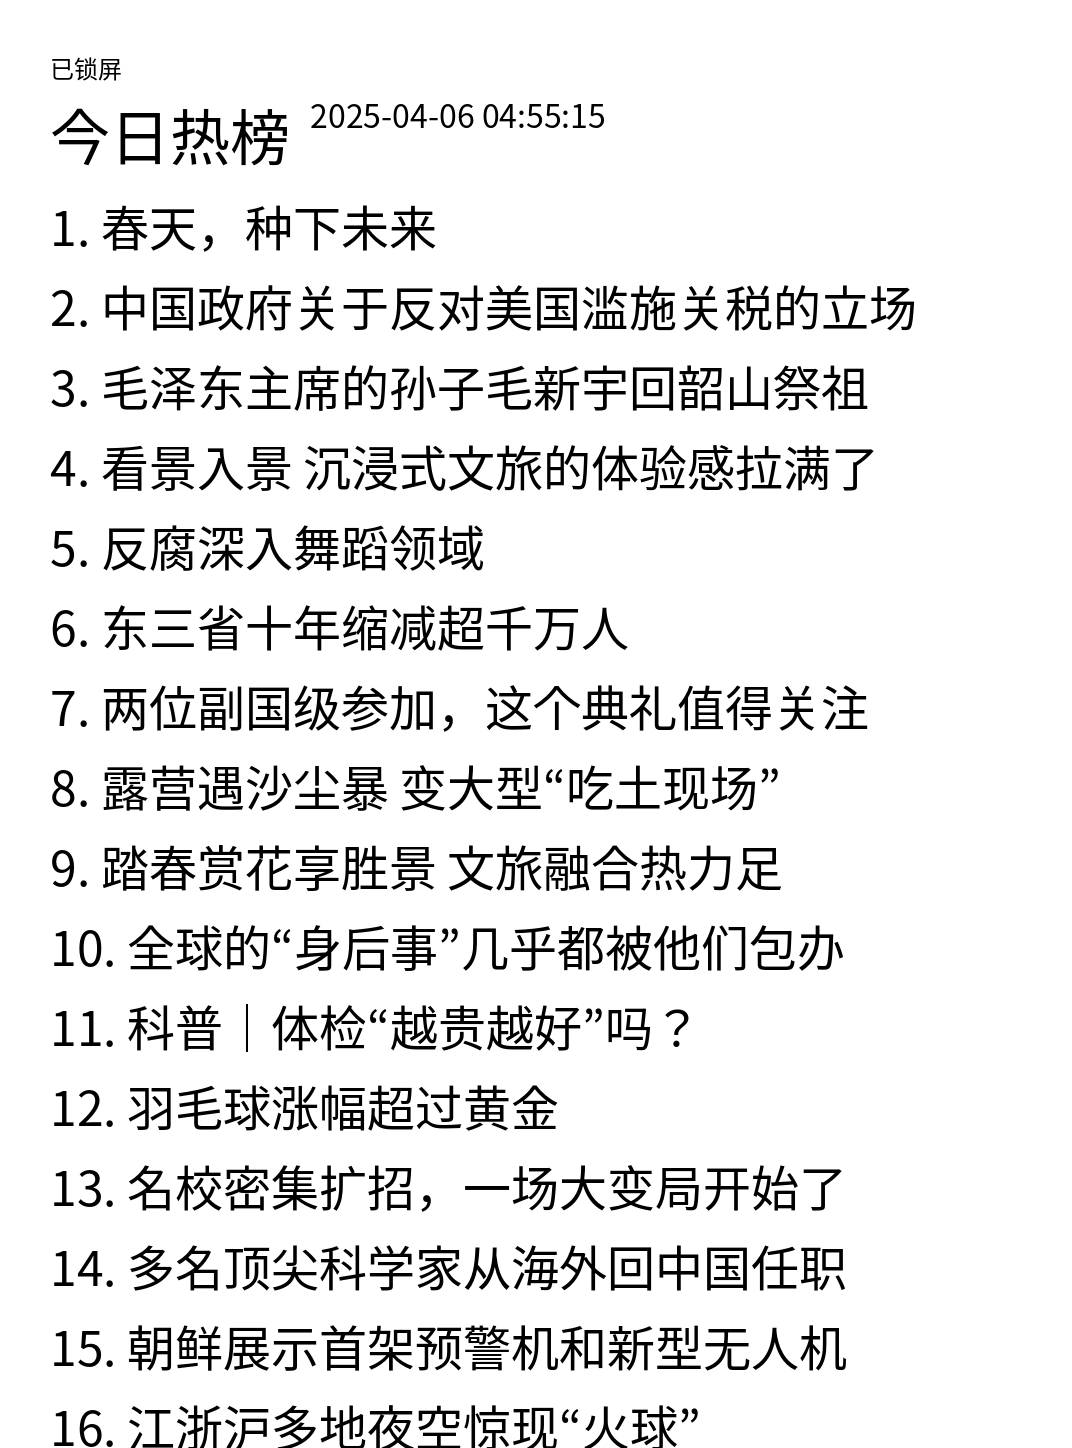 已锁屏
今日热榜 2025-04-06 04:55:15
1. 春天，种下未来
2. 中国政府关于反对美国滥施关税的立场
3. 毛泽东主席的孙子毛新宇回韶山祭祖
4. 看景入景 沉浸式文旅的体验感拉满了
5. 反腐深入舞蹈领域
6. 东三省十年缩减超千万人
7. 两位副国级参加，这个典礼值得关注
8. 露营遇沙尘暴 变大型“吃土现场”
9. 踏春赏花享胜景 文旅融合热力足
10. 全球的“身后事”几乎都被他们包办
11. 科普｜体检“越贵越好”吗？
12. 羽毛球涨幅超过黄金
13. 名校密集扩招，一场大变局开始了
14. 多名顶尖科学家从海外回中国任职
15. 朝鲜展示首架预警机和新型无人机
16. 江浙沪多地夜空惊现“火球”